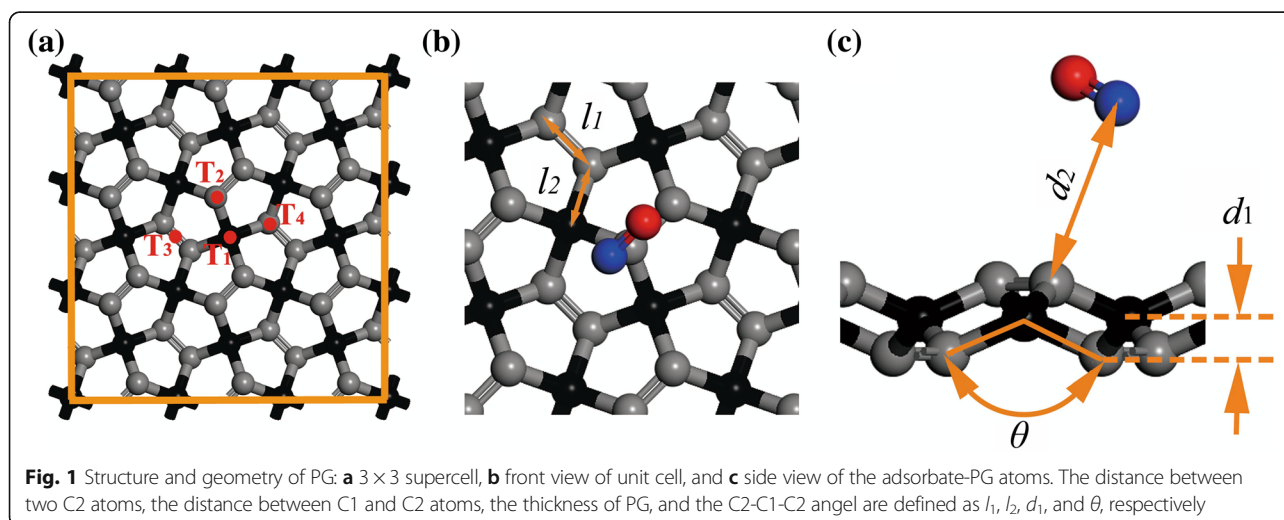 (a)
(b)
(c)
T2
T4
T3
T1
l1
l2
d2
d1
θ
Fig. 1 Structure and geometry of PG: a 3 × 3 supercell, b front view of unit cell, and c side view of the adsorbate-PG atoms. The distance between
two C2 atoms, the distance between C1 and C2 atoms, the thickness of PG, and the C2-C1-C2 angel are defined as l1, l2, d1, and θ, respectively